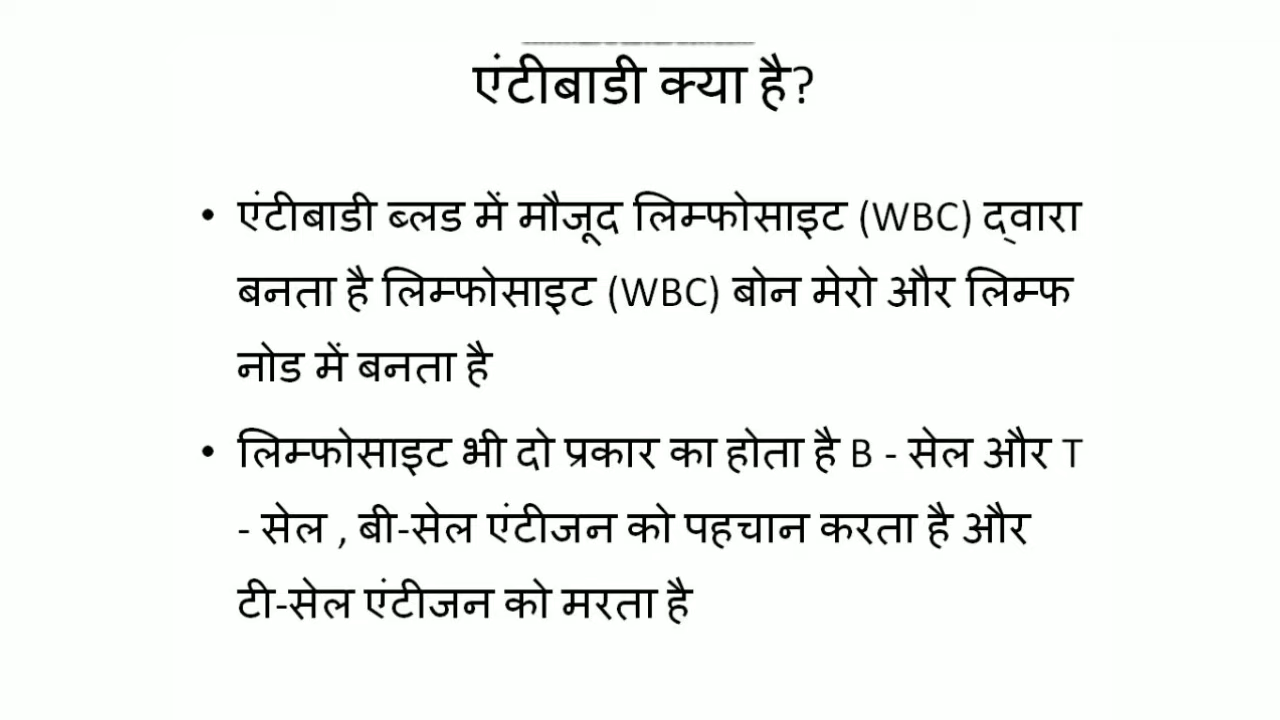 एंटीबाडी क्या है?
• एंटीबाडी ब्लड में मौजूद लिम्फोसाइट (WBC) द्वारा
बनता है लिम्फोसाइट (WBC) बोन मेरो और लिम्फ
नोड में बनता है
• लिम्फोसाइट भी दो प्रकार का होता है B - सेल और T
- सेल , बी-सेल एंटीजन को पहचान करता है और
टी-सेल एंटीजन को मरता है